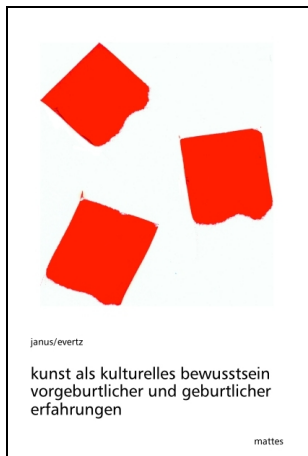 janus/evertz
kunst als kulturelles bewusstsein
vorgeburtlicher und geburtlicher
erfahrungen
mattes